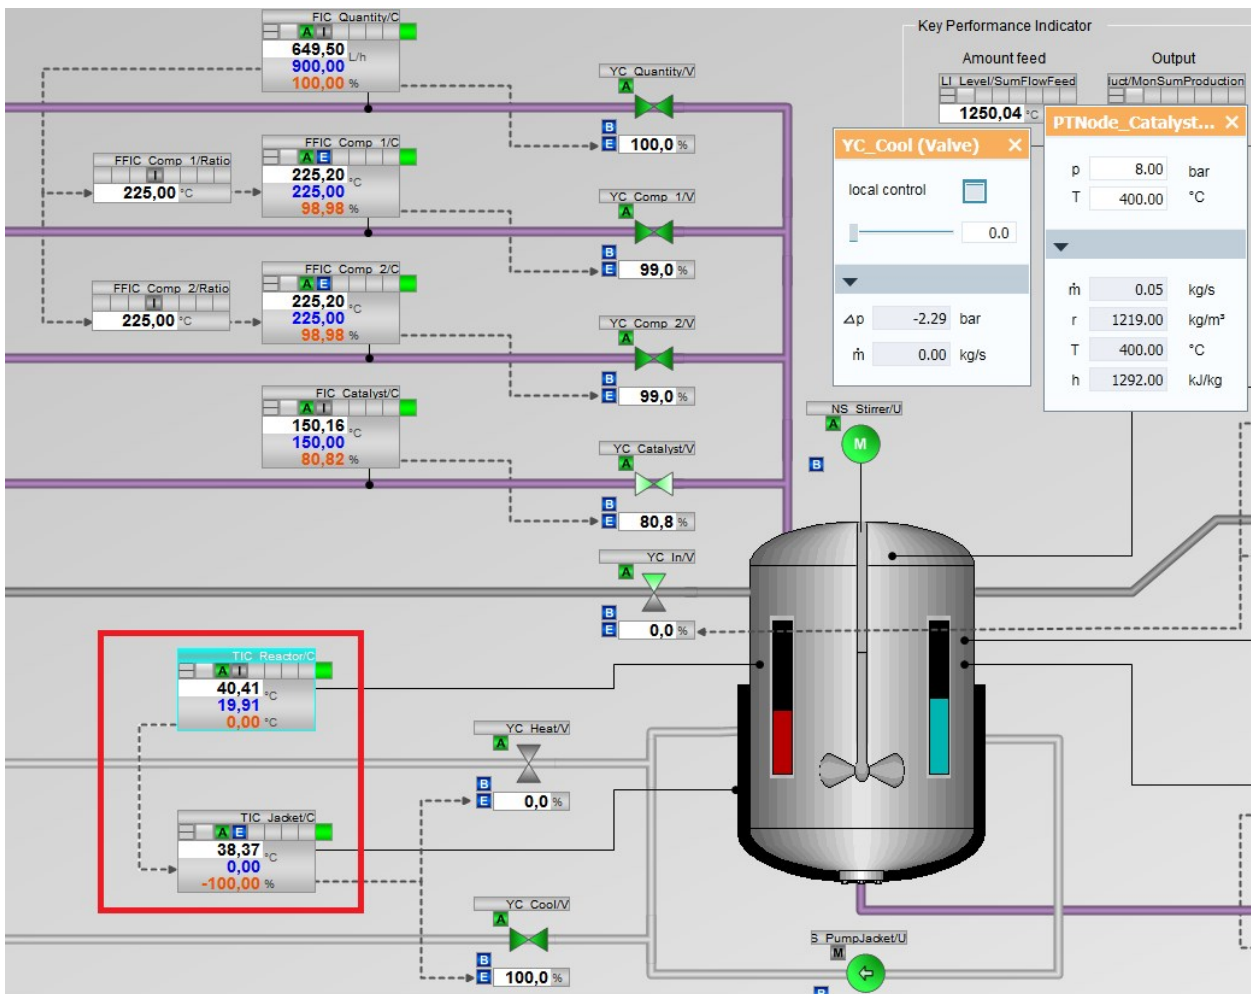 FIC_Quantity/C
A I
649,50 L/h
900,00
100,00 %
YC_Quantity/V
A
B
E 100,0 %
Key Performance Indicator
Amount feed
Output
LI_Level/SumFlowFeed
1250,04 °C
luct/MonSumProduction
PTNode_Catalyst... ×
p 8.00 bar
T 400.00 °C
ṁ 0.05 kg/s
r 1219.00 kg/m³
T 400.00 °C
h 1292.00 kJ/kg
YC_Cool (Valve) ×
local control
0.0
Δp -2.29 bar
ṁ 0.00 kg/s
FFIC_Comp_1/Ratio
I
225,00 °C
FFIC_Comp_1/C
A E
225,20 °C
225,00
98,98 %
YC_Comp_1/V
A
B
E 99,0 %
FFIC_Comp_2/Ratio
I
225,00 °C
FFIC_Comp_2/C
A E
225,20 °C
225,00
98,98 %
YC_Comp_2/V
A
B
E 99,0 %
FIC_Catalyst/C
A I
150,16 °C
150,00
80,82 %
YC_Catalyst/V
A
B
E 80,8 %
NS_Stirrer/U
A
M
B
YC_In/V
A
B
E 0,0 %
TIC_Reactor/C
A I
40,41 °C
19,91
0,00 °C
YC_Heat/V
A
B
E 0,0 %
TIC_Jacket/C
A E
38,37 °C
0,00
-100,00 %
YC_Cool/V
A
B
E 100,0 %
S_PumpJacket/U
M
B